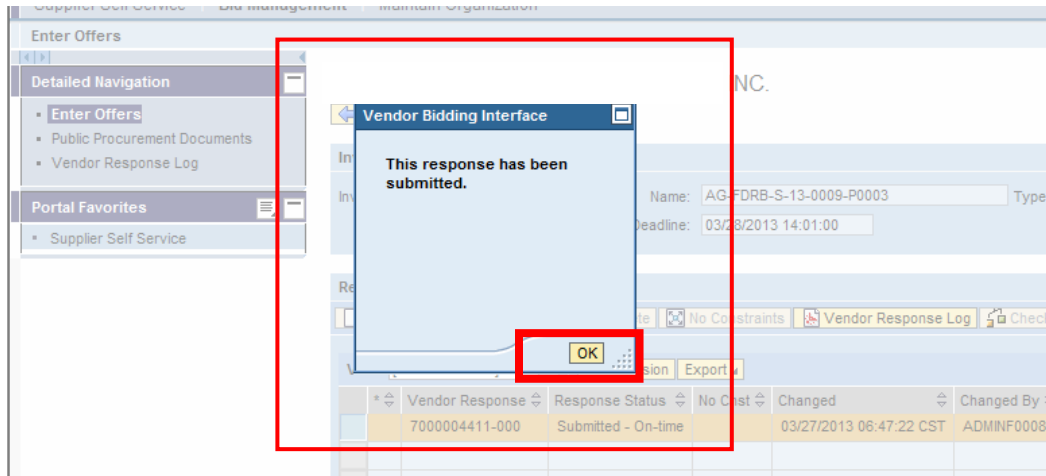 Supplier Self Service Bid Management Maintain Organization
Enter Offers
Detailed Navigation
Enter Offers
Public Procurement Documents
Vendor Response Log
Portal Favorites
Supplier Self Service
NC.
Vendor Bidding Interface
This response has been
submitted.
OK
Name: AG-FDRB-S-13-0009-P0003 Type
Deadline: 03/28/2013 14:01:00
No Constraints Vendor Response Log Check
Export
* Vendor Response Response Status No Cnst Changed Changed By
7000004411-000 Submitted - On-time 03/27/2013 06:47:22 CST ADMINF0008